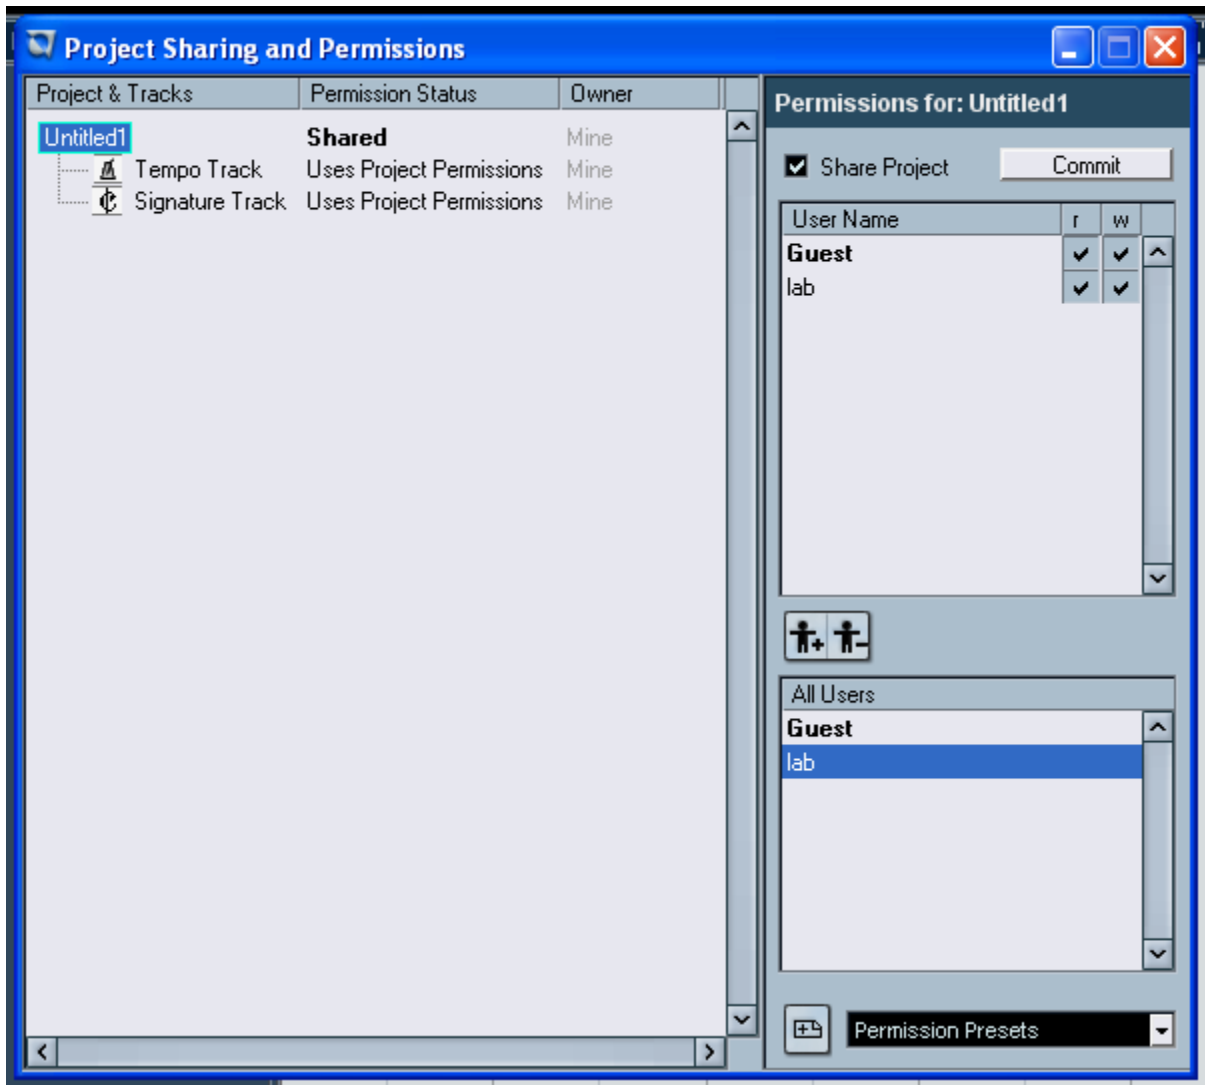 Project Sharing and Permissions
Project & Tracks Permission Status Owner
Untitled1 Shared Mine
Tempo Track Uses Project Permissions Mine
Signature Track Uses Project Permissions Mine
Permissions for: Untitled1
Share Project Commit
User Name r w
Guest
lab
All Users
Guest
lab
Permission Presets